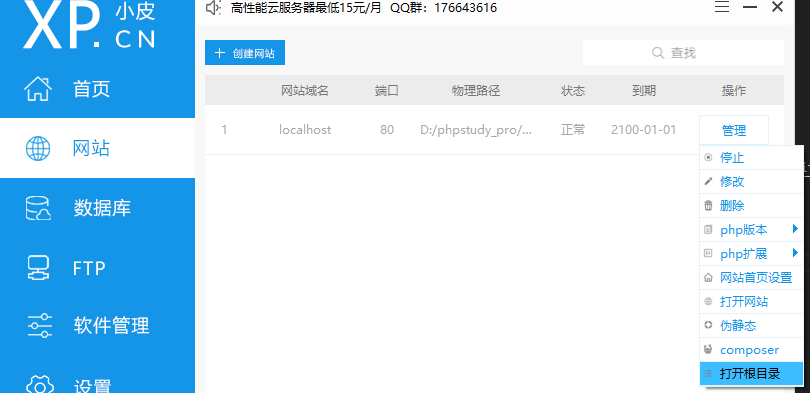 XP.小皮
CN
高性能云服务器最低15元/月 QQ群：176643616
首页
网站
数据库
FTP
软件管理
设置
创建网站
查找
网站域名 端口 物理路径 状态 到期 操作
1 localhost 80 D:/phpstudy_pro/... 正常 2100-01-01 管理
停止
修改
删除
php版本
php扩展
网站首页设置
打开网站
伪静态
composer
打开根目录